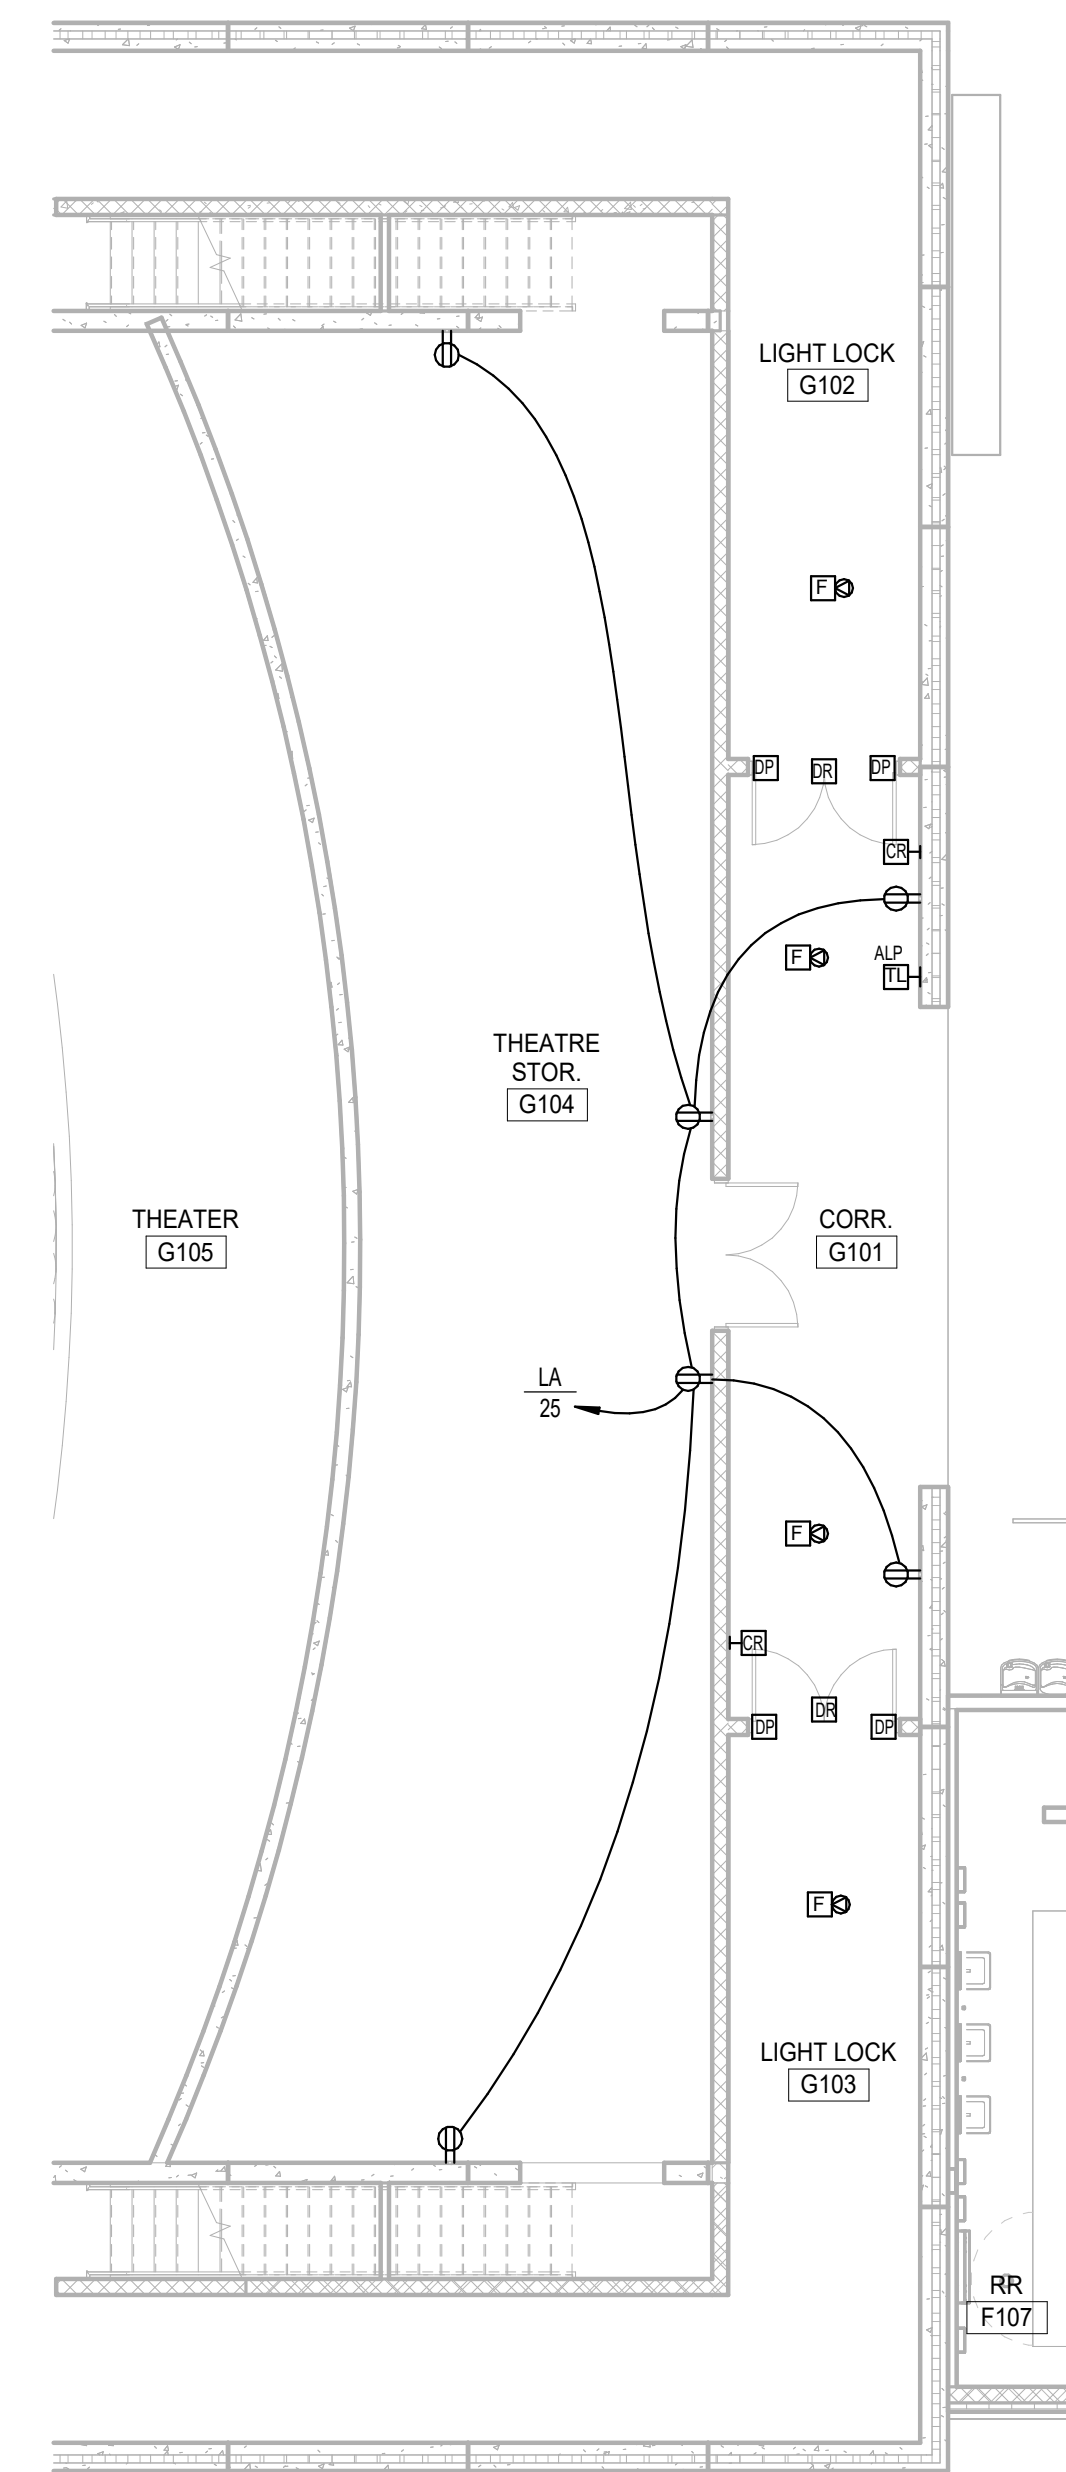 LIGHT LOCK
G102
F
DP
DR
DP
CR
F
ALP
TL
THEATRE
STOR.
G104
THEATER
G105
CORR.
G101
LA
25
F
CR
DR
DP
DP
F
LIGHT LOCK
G103
RR
F107